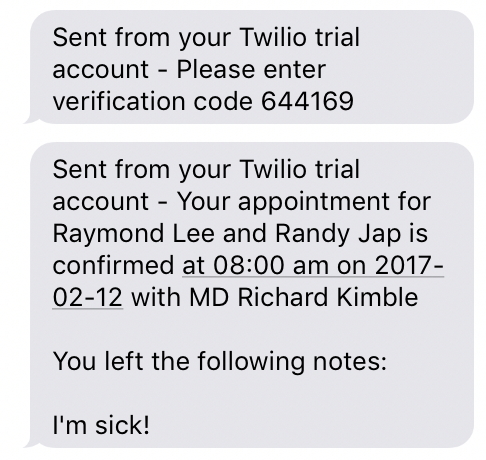 Sent from your Twilio trial
account - Please enter
verification code 644169
Sent from your Twilio trial
account - Your appointment for
Raymond Lee and Randy Jap is
confirmed at 08:00 am on 2017-
02-12 with MD Richard Kimble
You left the following notes:
I'm sick!